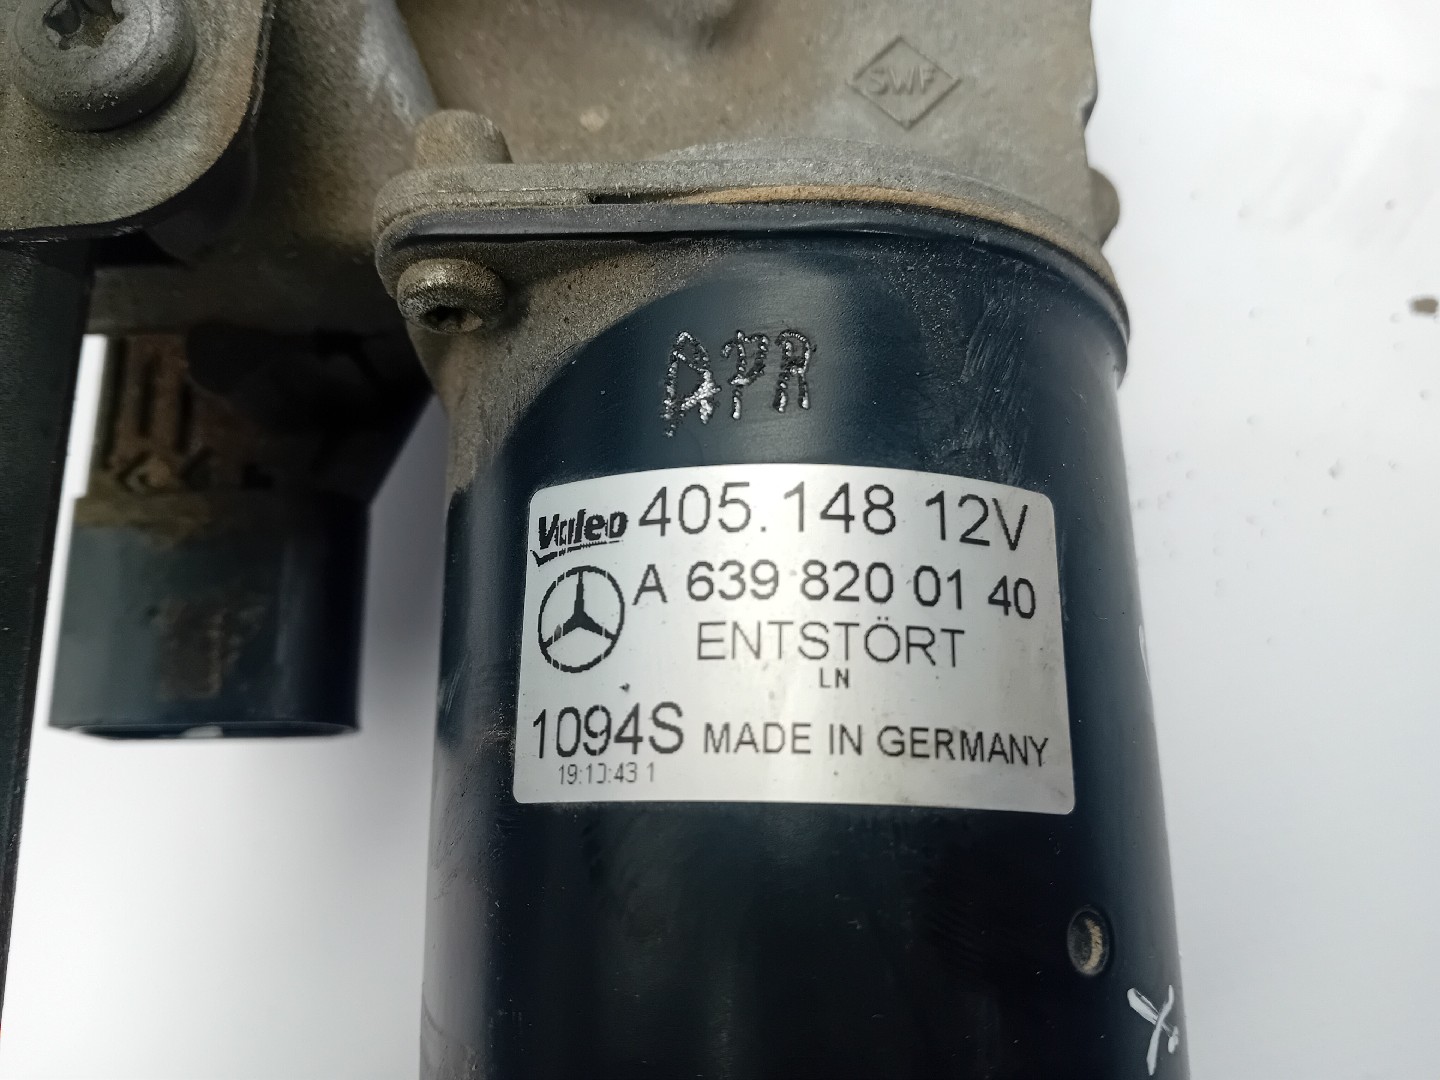 SWF
APR
Valeo 405.148 12V
A 639 820 01 40
ENTSTÖRT
LN
1094S MADE IN GERMANY
19:10:43 1
X.